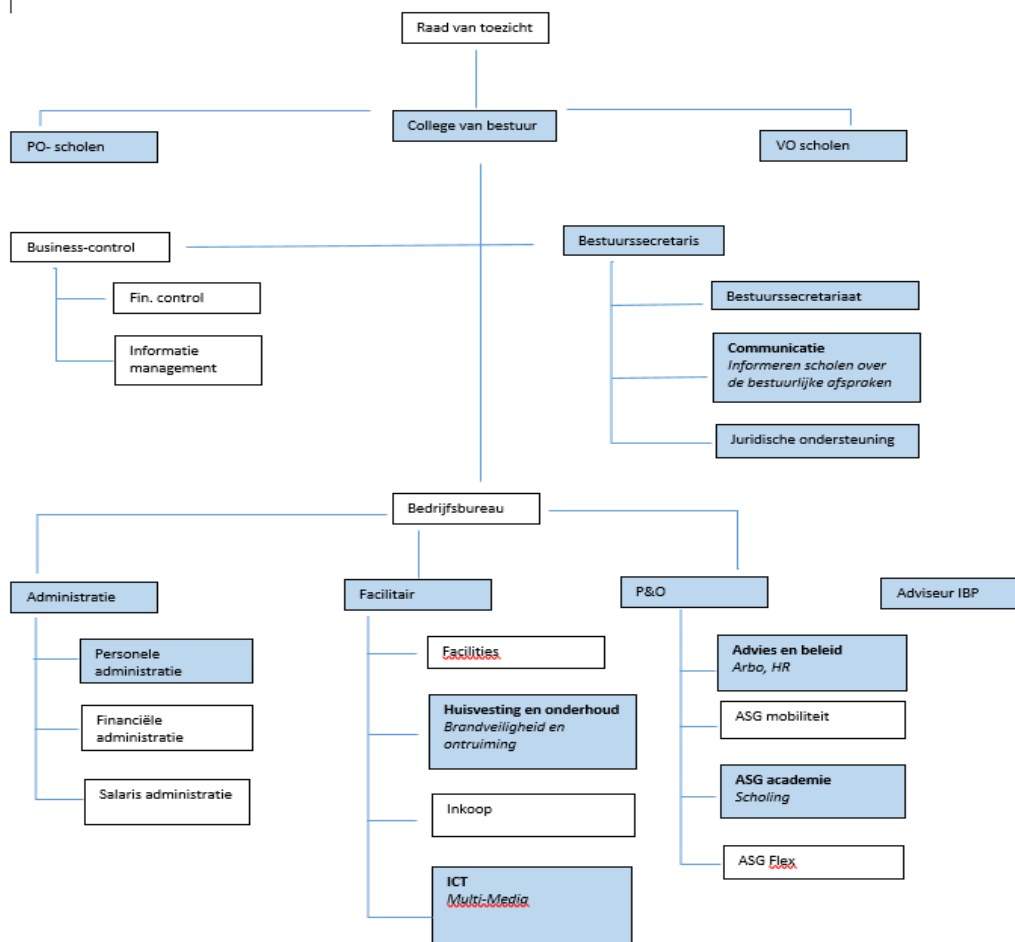 Raad van toezicht
College van bestuur
PO- scholen
VO scholen
Business-control
Fin. control
Informatie
management
Bestuurssecretaris
Bestuurssecretariaat
Communicatie
Informeren scholen over
de bestuurlijke afspraken
Juridische ondersteuning
Bedrijfsbureau
Administratie
Personele
administratie
Financiële
administratie
Salaris administratie
Facilitair
Facilities
Huisvesting en onderhoud
Brandveiligheid en
ontruiming
Inkoop
ICT
Multi-Media
P&O
Advies en beleid
Arbo, HR
ASG mobiliteit
ASG academie
Scholing
ASG Flex
Adviseur IBP